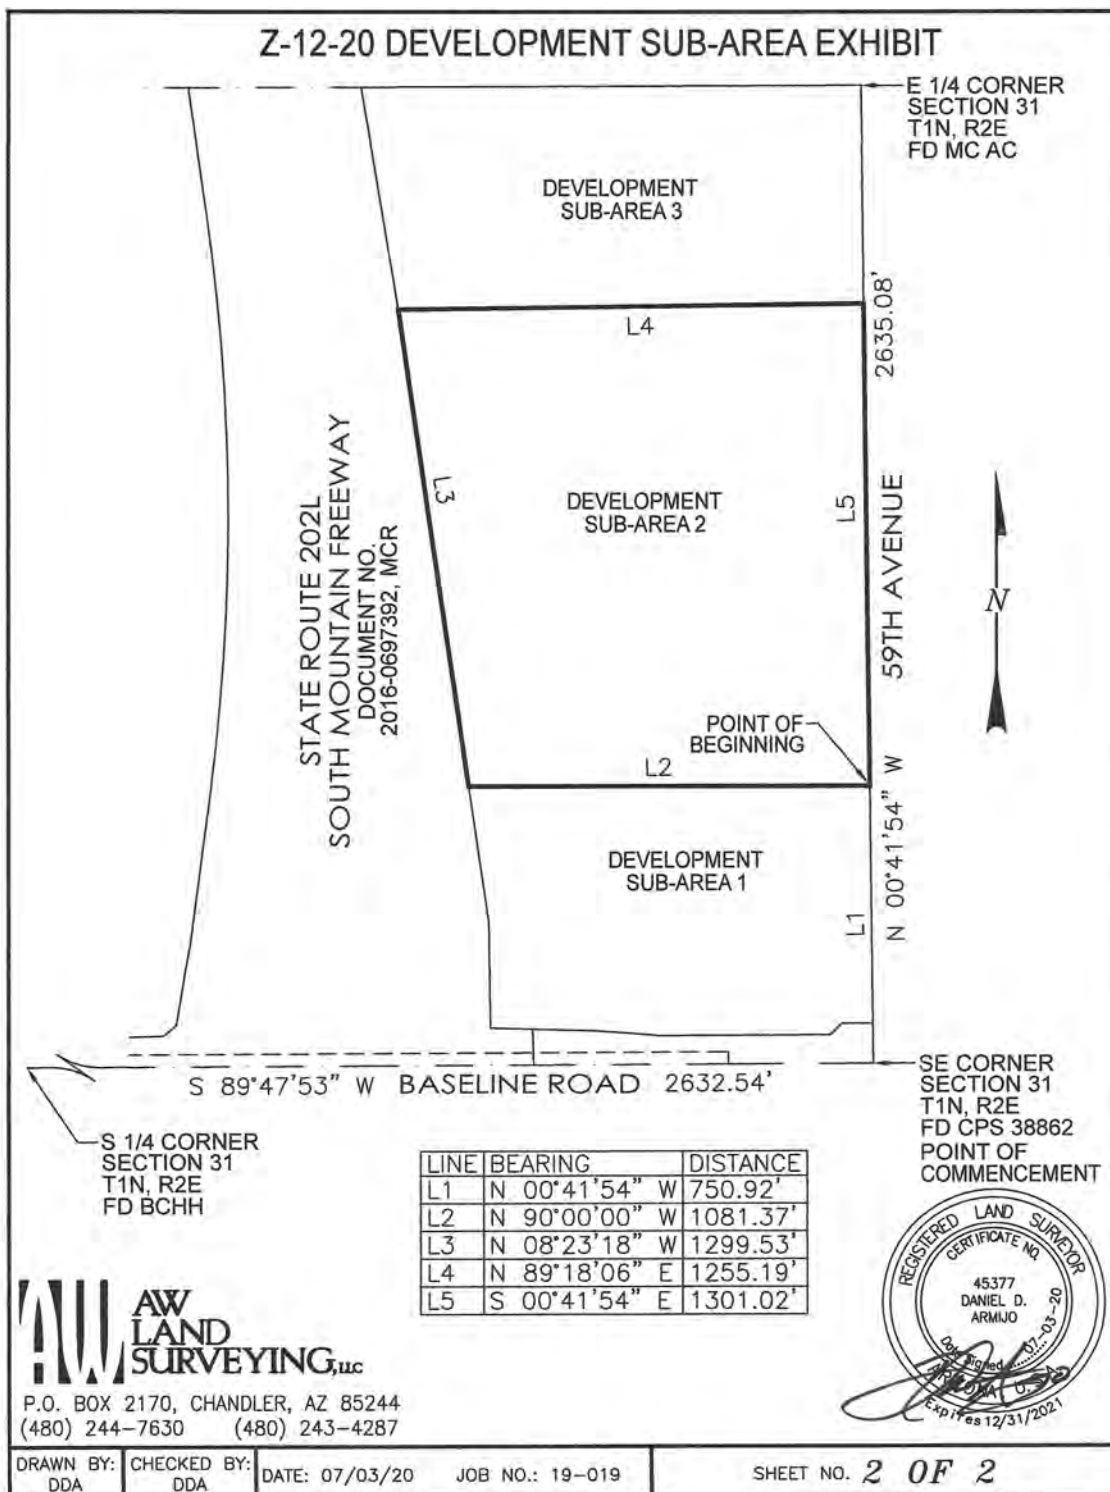 Z-12-20 DEVELOPMENT SUB-AREA EXHIBIT
E 1/4 CORNER
SECTION 31
T1N, R2E
FD MC AC
DEVELOPMENT
SUB-AREA 3
L4
2635.08'
STATE ROUTE 202L
SOUTH MOUNTAIN FREEWAY
DOCUMENT NO.
2016-0697392, MCR
L3
DEVELOPMENT
SUB-AREA 2
L5
59TH AVENUE
N
POINT OF
BEGINNING
L2
DEVELOPMENT
SUB-AREA 1
L1
N 00°41'54" W
S 89°47'53" W BASELINE ROAD 2632.54'
SE CORNER
SECTION 31
T1N, R2E
FD CPS 38862
POINT OF
COMMENCEMENT
S 1/4 CORNER
SECTION 31
T1N, R2E
FD BCHH
LINE BEARING DISTANCE
L1 N 00°41'54" W 750.92'
L2 N 90°00'00" W 1081.37'
L3 N 08°23'18" W 1299.53'
L4 N 89°18'06" E 1255.19'
L5 S 00°41'54" E 1301.02'
REGISTERED LAND SURVEYOR
CERTIFICATE NO.
45377
DANIEL D.
ARMIJO
Date Signed 07-03-20
ARIZONA U.S.A.
Expires 12/31/2021
AW
AW
LAND
SURVEYING,LLC
P.O. BOX 2170, CHANDLER, AZ 85244
(480) 244-7630 (480) 243-4287
DRAWN BY:
DDA
CHECKED BY:
DDA
DATE: 07/03/20 JOB NO.: 19-019
SHEET NO. 2 OF 2